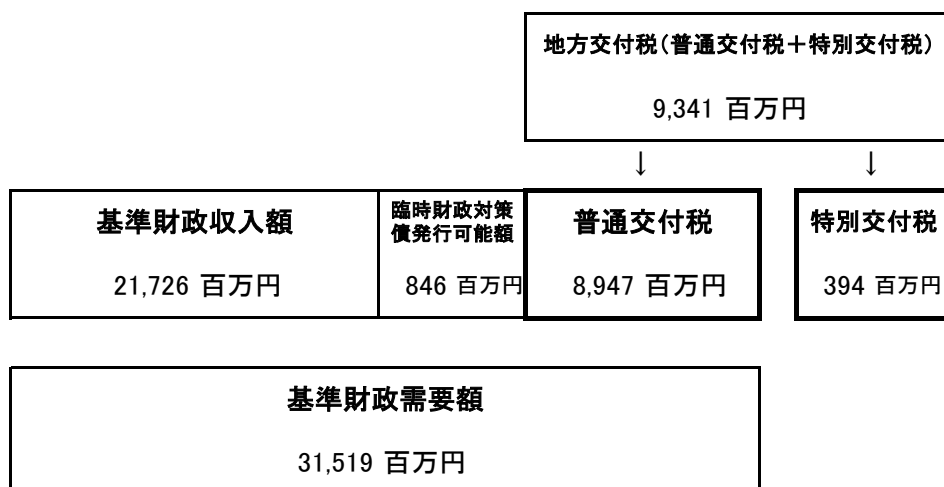 地方交付税(普通交付税＋特別交付税)
9,341 百万円
↓ ↓
基準財政収入額
21,726 百万円
臨時財政対策
債発行可能額
846 百万円
普通交付税
8,947 百万円
特別交付税
394 百万円
基準財政需要額
31,519 百万円